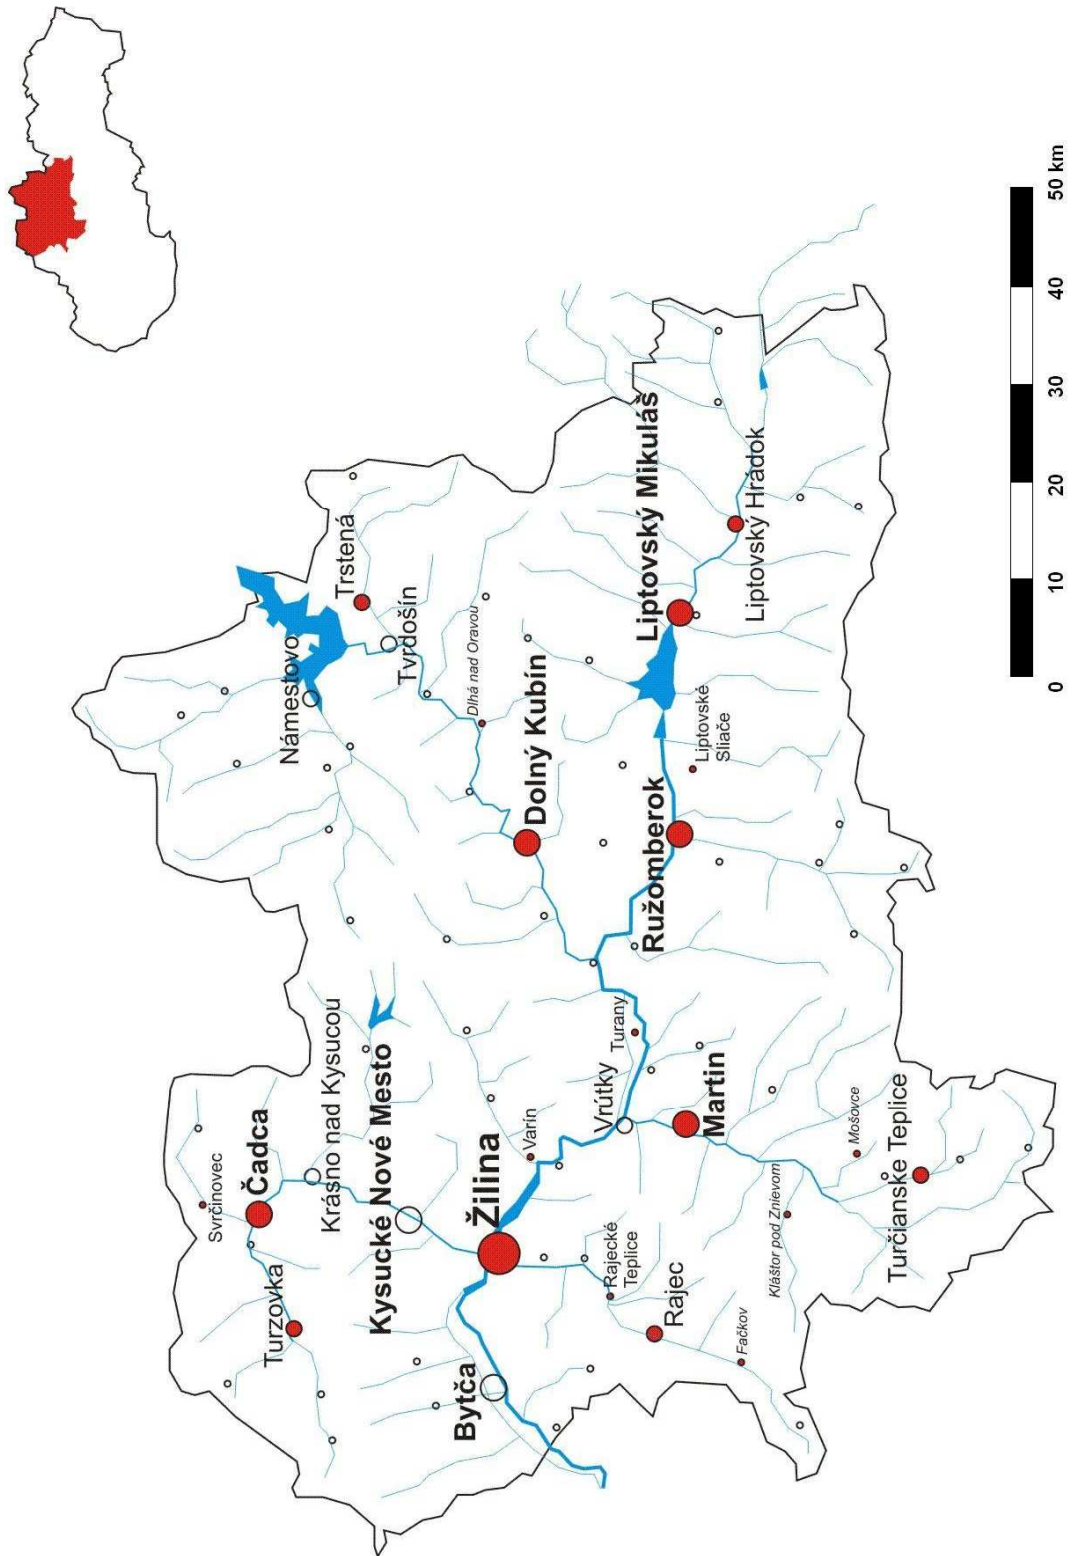 Svrčinovec
Čadca
Turzovka
Krásno nad Kysucou
Kysucké Nové Mesto
Bytča
Žilina
Varín
Rajecké
Teplice
Rajec
Fačkov
Kláštor pod Znievom
Vrútky
Turany
Martin
Mošovce
Turčianske Teplice
Námestovo
Trstená
Tvrdošín
Dlhá nad Oravou
Dolný Kubín
Ružomberok
Liptovské
Sliače
Liptovský Mikuláš
Liptovský Hrádok
0 10 20 30 40 50 km